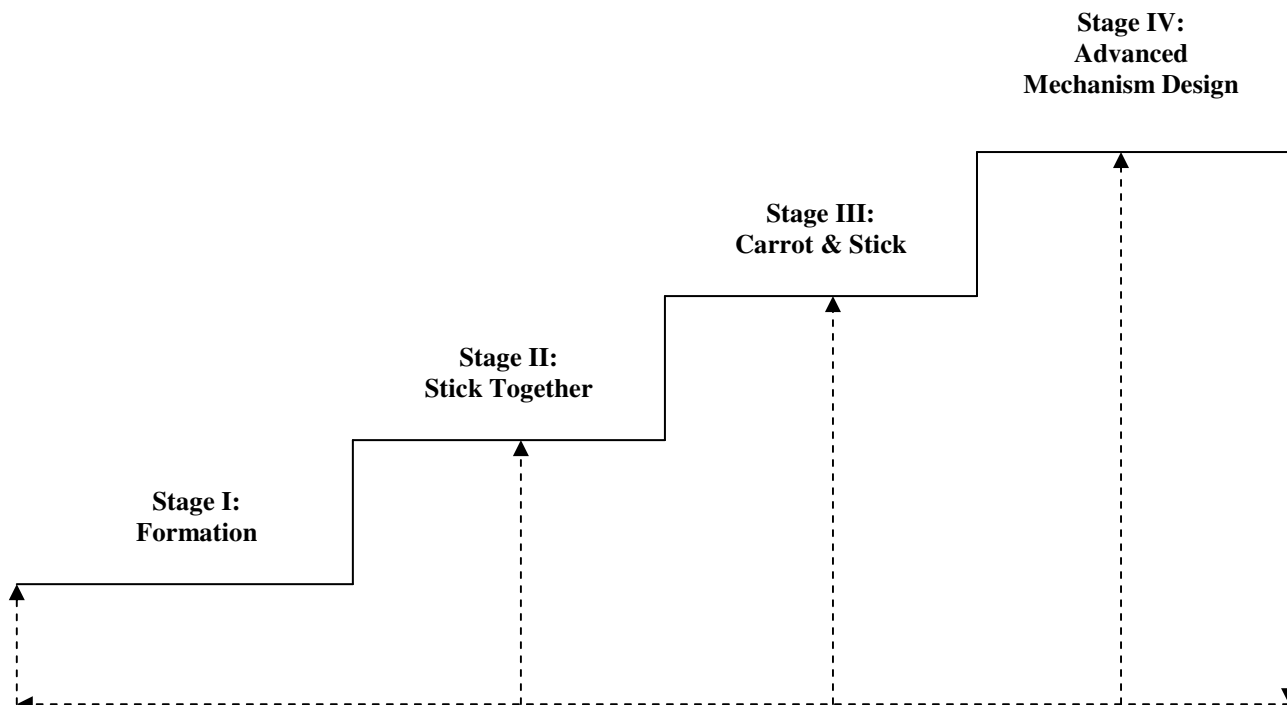 Stage IV:
Advanced
Mechanism Design
Stage III:
Carrot & Stick
Stage II:
Stick Together
Stage I:
Formation